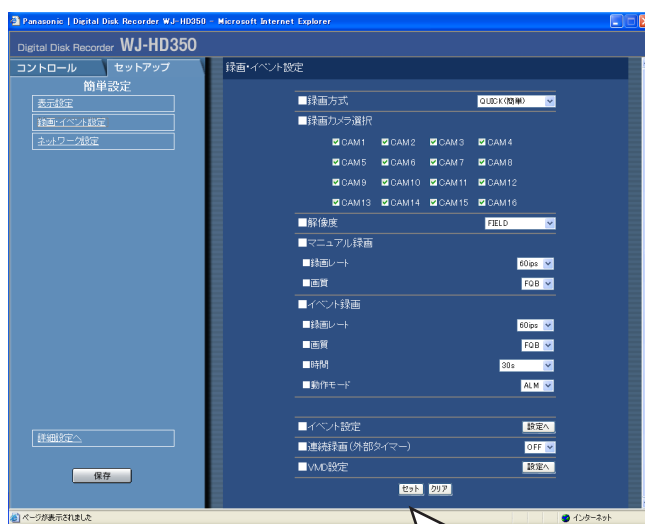 Panasonic | Digital Disk Recorder WJ-HD350 - Microsoft Internet Explorer
Digital Disk Recorder WJ-HD350
コントロール セットアップ
簡単設定
表示設定
録画・イベント設定
ネットワーク設定
詳細設定へ
保存
録画・イベント設定
■録画方式 QUICK(簡単)
■録画カメラ選択
CAM1 CAM2 CAM3 CAM4
CAM5 CAM6 CAM7 CAM8
CAM9 CAM10 CAM11 CAM12
CAM13 CAM14 CAM15 CAM16
■解像度 FIELD
■マニュアル録画
■録画レート 60ips
■画質 FQB
■イベント録画
■録画レート 60ips
■画質 FQB
■時間 30s
■動作モード ALM
■イベント設定 設定へ
■連続録画(外部タイマー) OFF
■VMD設定 設定へ
セット クリア
ページが表示されました インターネット